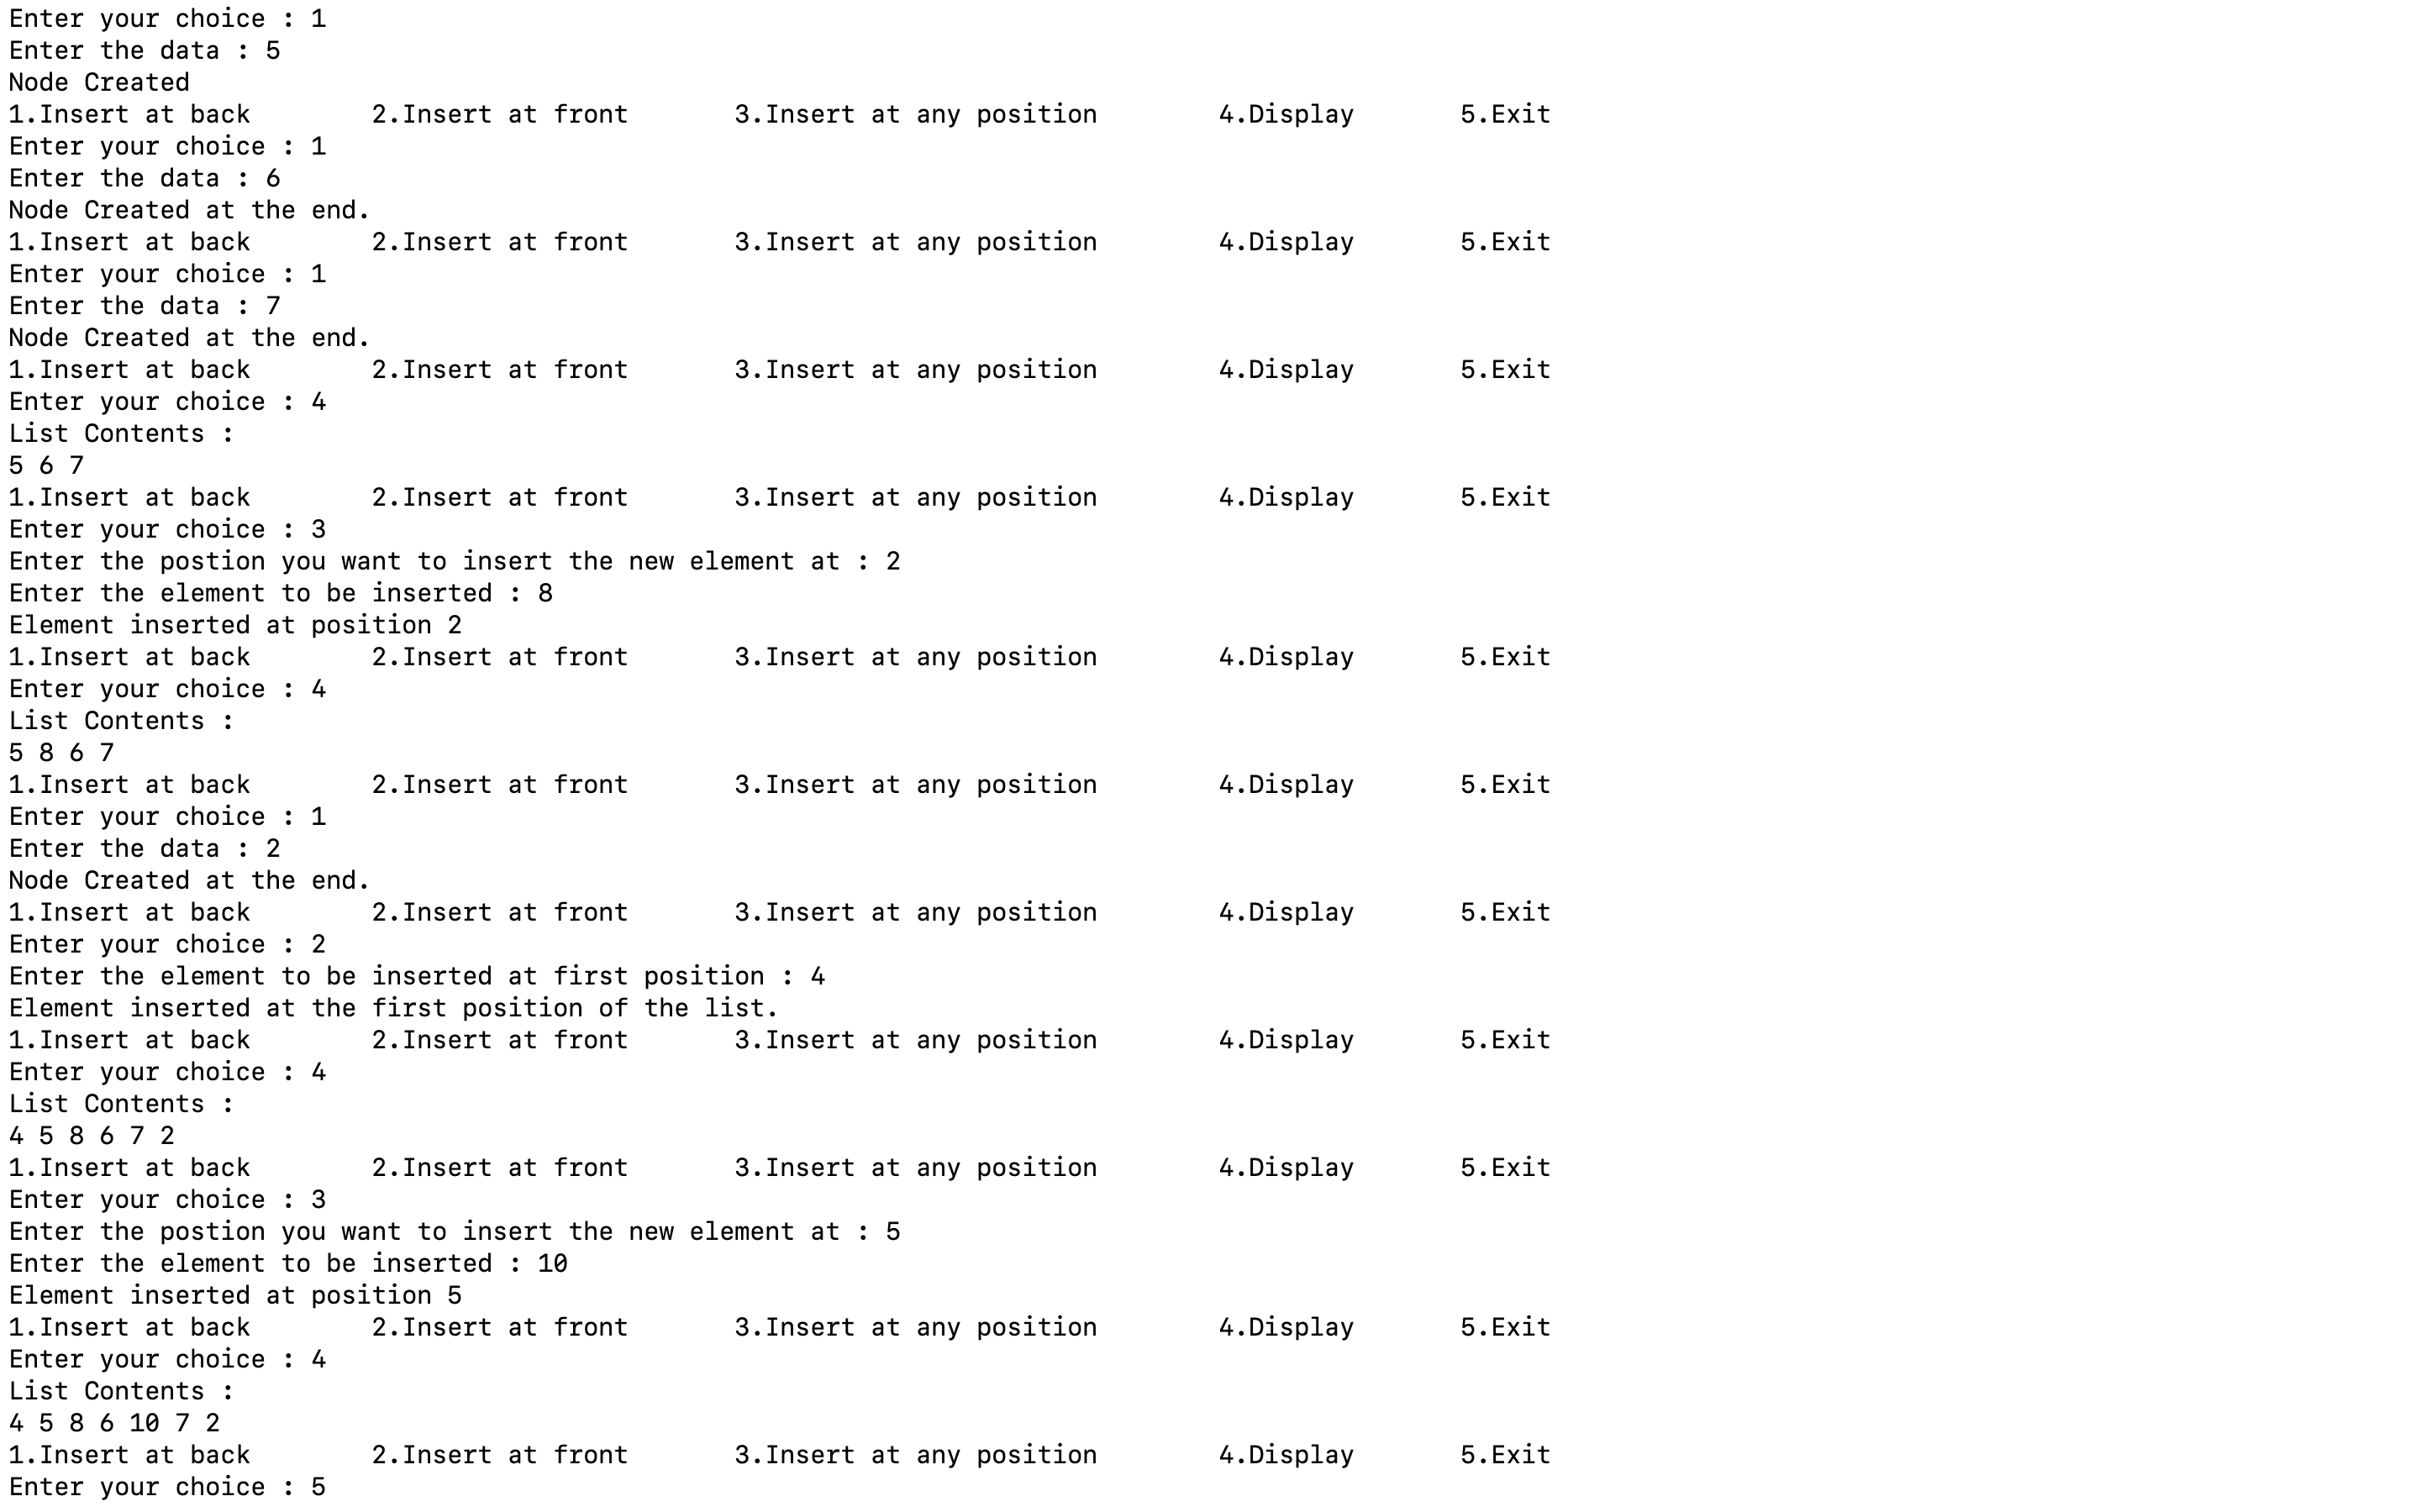 Enter your choice : 1
Enter the data : 5
Node Created
1.Insert at back        2.Insert at front       3.Insert at any position        4.Display       5.Exit
Enter your choice : 1
Enter the data : 6
Node Created at the end.
1.Insert at back        2.Insert at front       3.Insert at any position        4.Display       5.Exit
Enter your choice : 1
Enter the data : 7
Node Created at the end.
1.Insert at back        2.Insert at front       3.Insert at any position        4.Display       5.Exit
Enter your choice : 4
List Contents :
5 6 7
1.Insert at back        2.Insert at front       3.Insert at any position        4.Display       5.Exit
Enter your choice : 3
Enter the postion you want to insert the new element at : 2
Enter the element to be inserted : 8
Element inserted at position 2
1.Insert at back        2.Insert at front       3.Insert at any position        4.Display       5.Exit
Enter your choice : 4
List Contents :
5 8 6 7
1.Insert at back        2.Insert at front       3.Insert at any position        4.Display       5.Exit
Enter your choice : 1
Enter the data : 2
Node Created at the end.
1.Insert at back        2.Insert at front       3.Insert at any position        4.Display       5.Exit
Enter your choice : 2
Enter the element to be inserted at first position : 4
Element inserted at the first position of the list.
1.Insert at back        2.Insert at front       3.Insert at any position        4.Display       5.Exit
Enter your choice : 4
List Contents :
4 5 8 6 7 2
1.Insert at back        2.Insert at front       3.Insert at any position        4.Display       5.Exit
Enter your choice : 3
Enter the postion you want to insert the new element at : 5
Enter the element to be inserted : 10
Element inserted at position 5
1.Insert at back        2.Insert at front       3.Insert at any position        4.Display       5.Exit
Enter your choice : 4
List Contents :
4 5 8 6 10 7 2
1.Insert at back        2.Insert at front       3.Insert at any position        4.Display       5.Exit
Enter your choice : 5